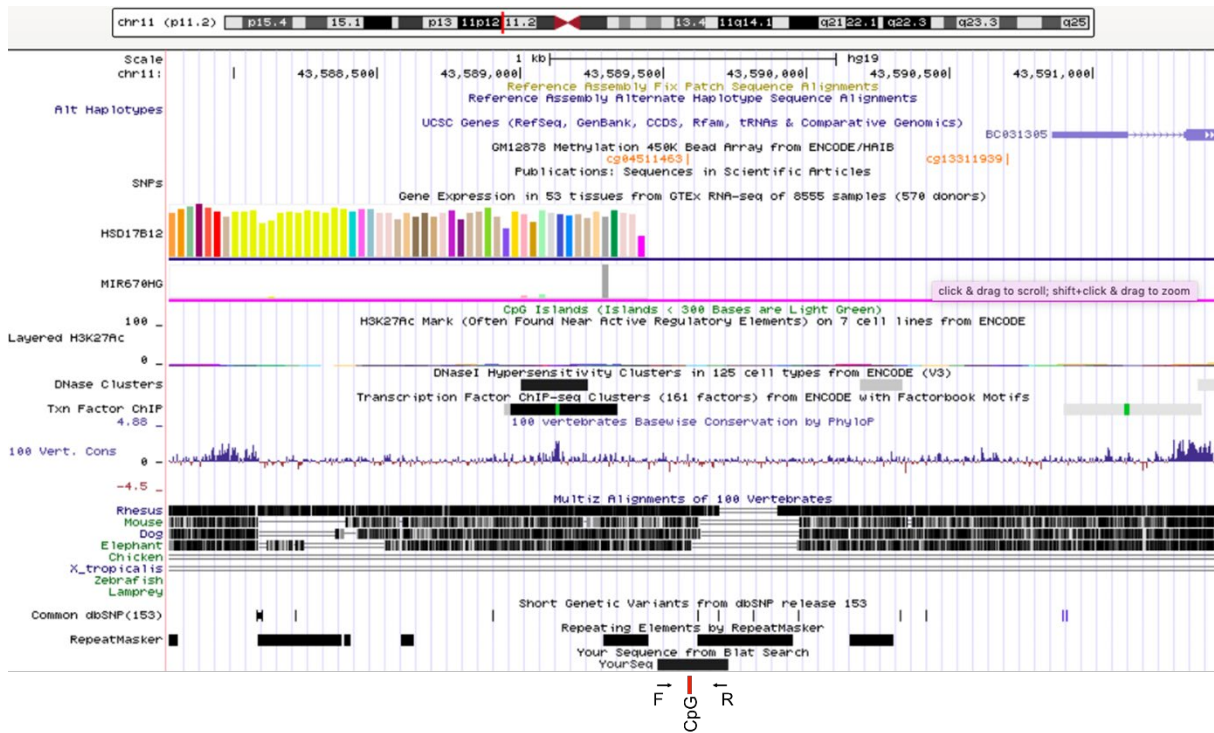 chr11 (p11.2) p15.4 15.1 p13 11p12 11.2 13.4 11q14.1 q21 22.1 q22.3 q23.3 q25
Scale 1 kb hg19
chr11: 43,588,500 43,589,000 43,589,500 43,590,000 43,590,500 43,591,000
Reference Assembly Fix Patch Sequence Alignments
Reference Assembly Alternate Haplotype Sequence Alignments
Alt Haplotypes
UCSC Genes (RefSeq, GenBank, CCDS, Rfam, tRNAs & Comparative Genomics)
BC031305
GM12878 Methylation 450K Bead Array from ENCODE/HAIB
cg04511463 cg13311939
Publications: Sequences in Scientific Articles
SNPs
Gene Expression in 53 tissues from GTEx RNA-seq of 8555 samples (570 donors)
HSD17B12
MIR670HG
click & drag to scroll; shift+click & drag to zoom
CpG Islands (Islands < 300 Bases are Light Green)
H3K27Ac Mark (Often Found Near Active Regulatory Elements) on 7 cell lines from ENCODE
100 _
Layered H3K27Ac
0 _
DNaseI Hypersensitivity Clusters in 125 cell types from ENCODE (V3)
DNase Clusters
Transcription Factor ChIP-seq Clusters (161 factors) from ENCODE with Factorbook Motifs
Txn Factor ChIP
100 vertebrates Basewise Conservation by PhyloP
4.88 _
100 Vert. Cons
0 -
-4.5 _
Multiz Alignments of 100 Vertebrates
Rhesus
Mouse
Dog
Elephant
Chicken
X_tropicalis
Zebrafish
Lamprey
Short Genetic Variants from dbSNP release 153
Common dbSNP(153)
Repeating Elements by RepeatMasker
RepeatMasker
Your Sequence from Blat Search
YourSeq
F CpG R